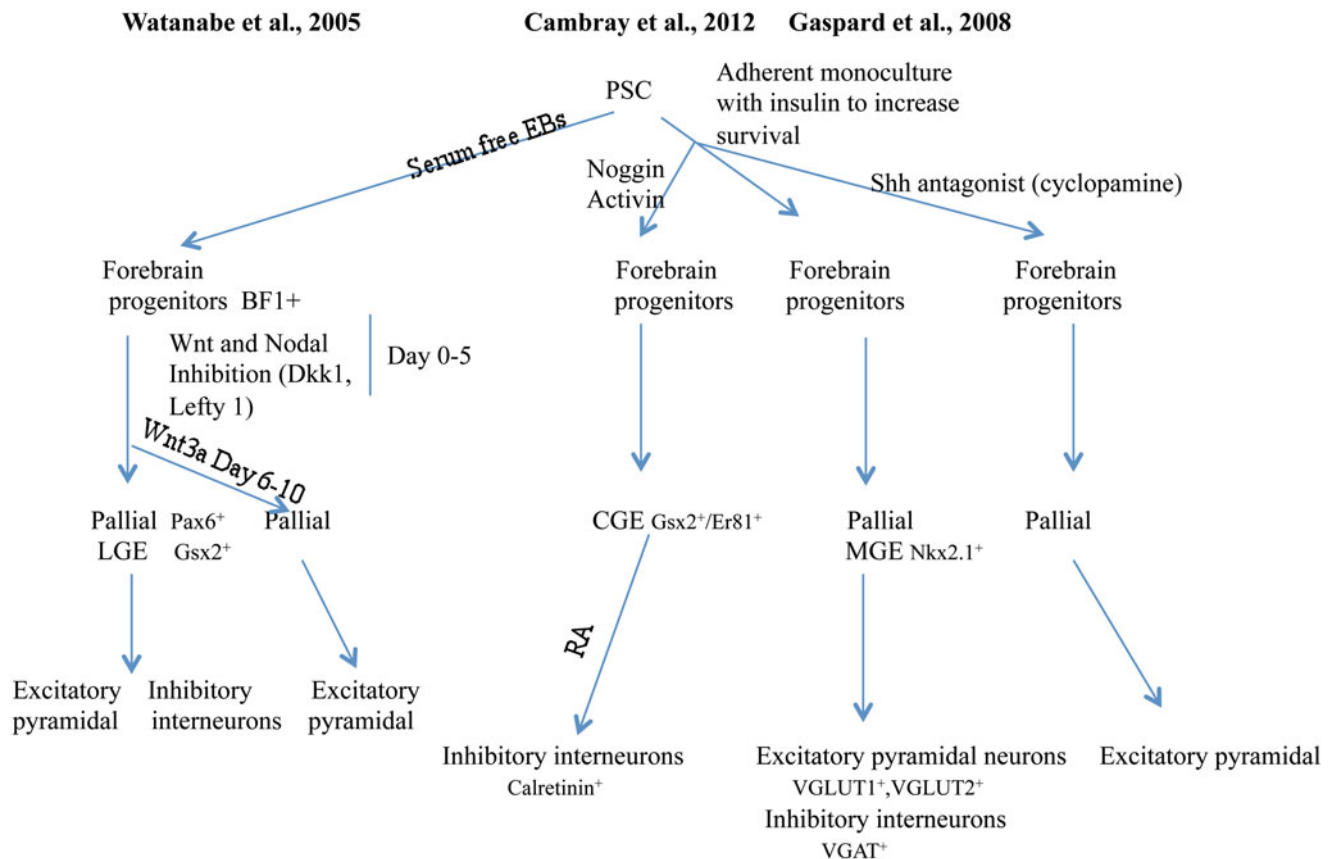 Watanabe et al., 2005
Cambray et al., 2012
Gaspard et al., 2008
PSC
Adherent monoculture
with insulin to increase
survival
Serum free EBs
Noggin
Activin
Shh antagonist (cyclopamine)
Forebrain
progenitors BF1+
Forebrain
progenitors
Forebrain
progenitors
Forebrain
progenitors
Wnt and Nodal
Inhibition (Dkk1,
Lefty 1)
Day 0-5
Wnt3a Day 6-10
Pallial Pax6⁺
LGE Gsx2⁺
Pallial
CGE Gsx2⁺/Er81⁺
Pallial
MGE Nkx2.1⁺
Pallial
RA
Excitatory
pyramidal
Inhibitory
interneurons
Excitatory
pyramidal
Inhibitory interneurons
Calretinin⁺
Excitatory pyramidal neurons
VGLUT1⁺,VGLUT2⁺
Inhibitory interneurons
VGAT⁺
Excitatory pyramidal